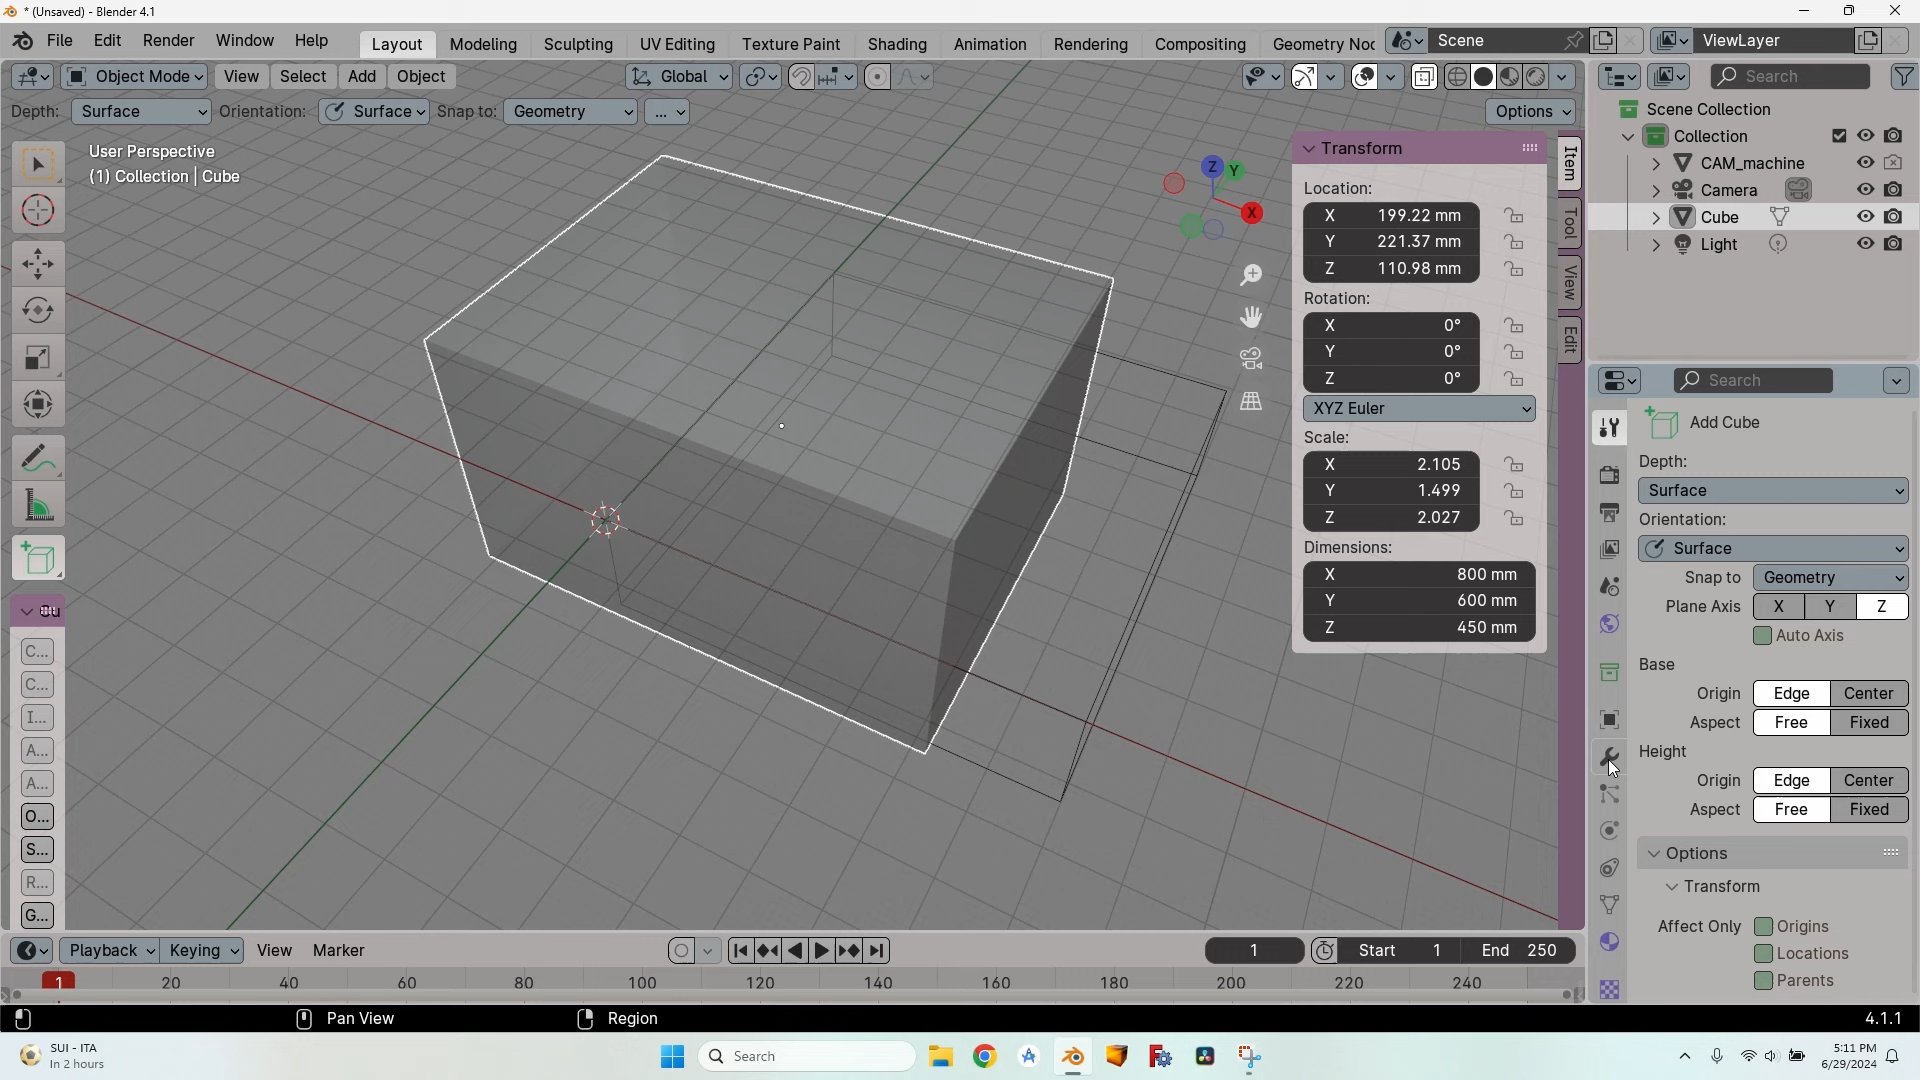 * (Unsaved) - Blender 4.1
File Edit Render Window Help Layout Modeling Sculpting UV Editing Texture Paint Shading Animation Rendering Compositing Geometry Noc Scene ViewLayer
Object Mode View Select Add Object Global Search
Depth: Surface Orientation: Surface Snap to: Geometry ... Options
User Perspective
(1) Collection | Cube
Z
Y
X
Transform
Location:
X 199.22 mm
Y 221.37 mm
Z 110.98 mm
Rotation:
X 0°
Y 0°
Z 0°
XYZ Euler
Scale:
X 2.105
Y 1.499
Z 2.027
Dimensions:
X 800 mm
Y 600 mm
Z 450 mm
Item
Tool
View
Edit
Scene Collection
Collection
CAM_machine
Camera
Cube
Light
Search
Add Cube
Depth:
Surface
Orientation:
Surface
Snap to Geometry
Plane Axis X Y Z
Auto Axis
Base
Origin Edge Center
Aspect Free Fixed
Height
Origin Edge Center
Aspect Free Fixed
Options
Transform
Affect Only Origins
Locations
Parents
C...
C...
I...
A...
A...
O...
S...
R...
G...
Playback Keying View Marker 1 Start 1 End 250
1 20 40 60 80 100 120 140 160 180 200 220 240
Pan View Region 4.1.1
SUI - ITA
In 2 hours
Search
5:11 PM
6/29/2024